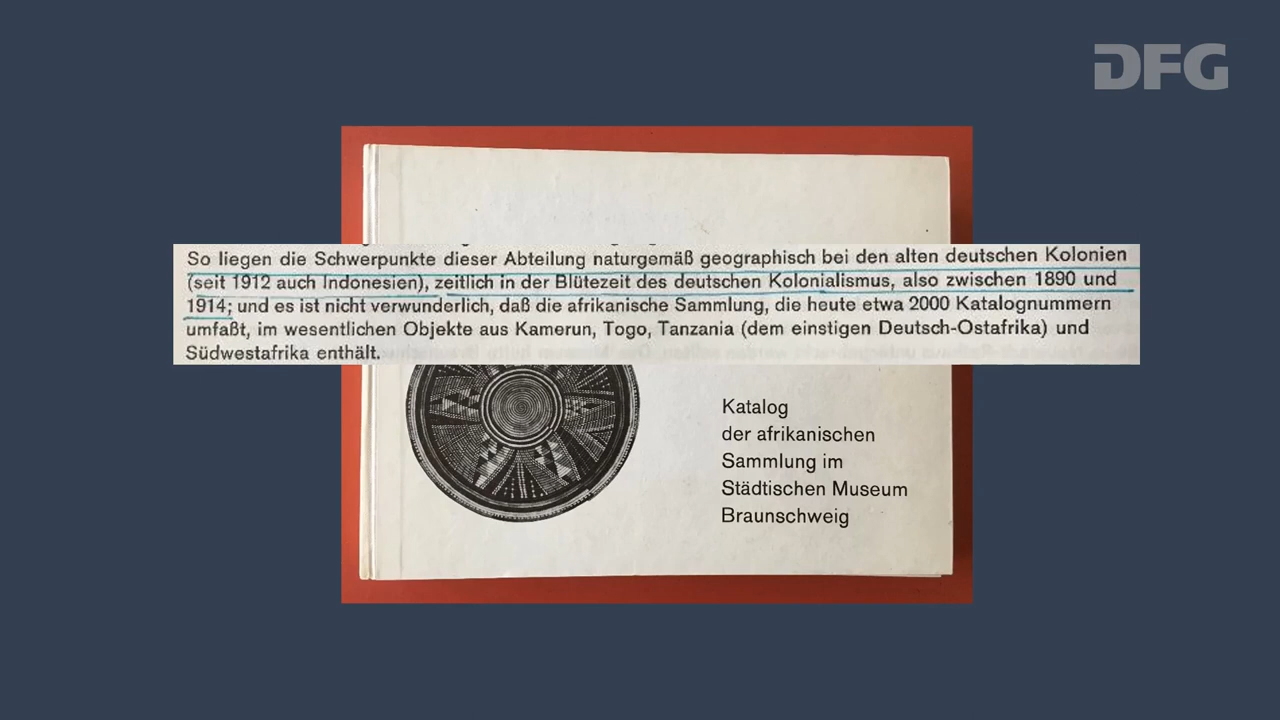 DFG
So liegen die Schwerpunkte dieser Abteilung naturgemäß geographisch bei den alten deutschen Kolonien
(seit 1912 auch Indonesien), zeitlich in der Blütezeit des deutschen Kolonialismus, also zwischen 1890 und
1914; und es ist nicht verwunderlich, daß die afrikanische Sammlung, die heute etwa 2000 Katalognummern
umfaßt, im wesentlichen Objekte aus Kamerun, Togo, Tanzania (dem einstigen Deutsch-Ostafrika) und
Südwestafrika enthält.
Katalog
der afrikanischen
Sammlung im
Städtischen Museum
Braunschweig